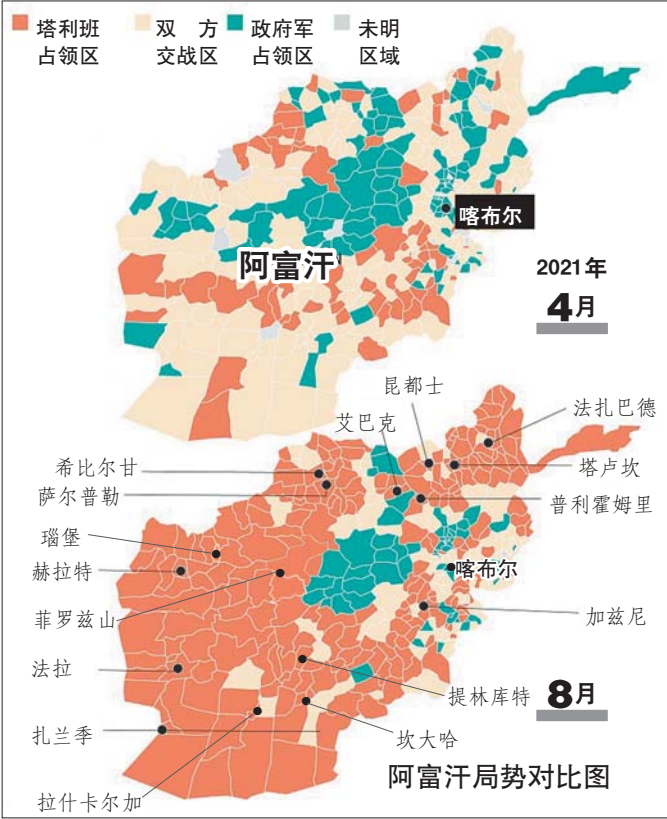 塔利班
占领区
双方
交战区
政府军
占领区
未明
区域
喀布尔
阿富汗
2021年
4月
昆都士
法扎巴德
艾巴克
希比尔甘
塔卢坎
萨尔普勒
普利霍姆里
瑙堡
赫拉特
喀布尔
菲罗兹山
加兹尼
法拉
提林库特
8月
扎兰季
坎大哈
阿富汗局势对比图
拉什卡尔加